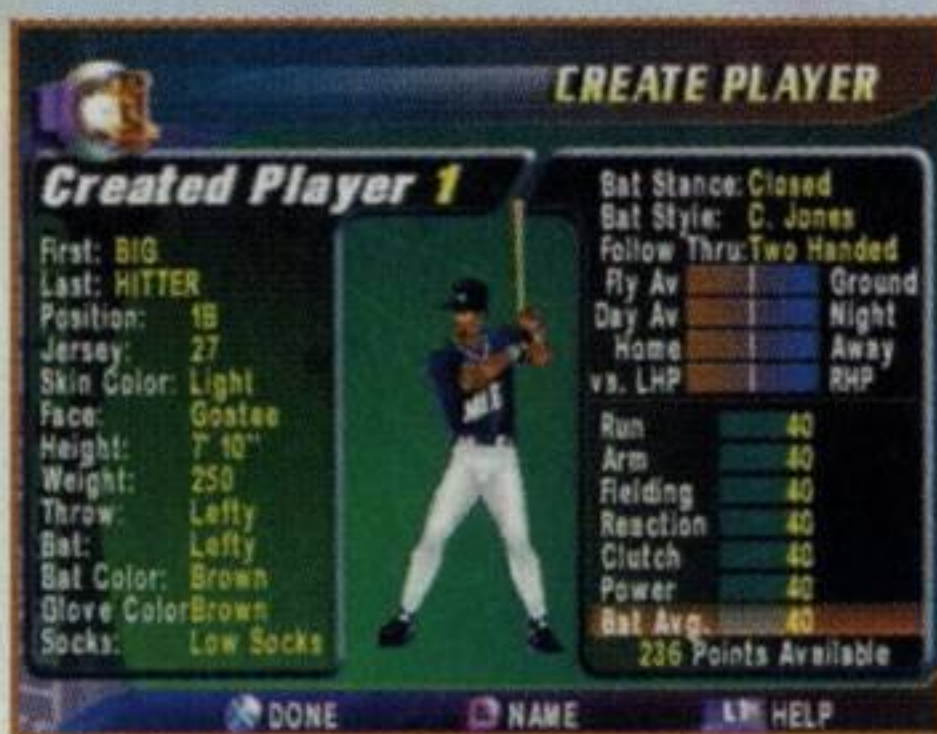 CREATE PLAYER
Created Player 1
First: BIG
Last: HITTER
Position: 1B
Jersey: 27
Skin Color: Light
Face: Goatee
Height: 7' 10"
Weight: 250
Throw: Lefty
Bat: Lefty
Bat Color: Brown
Glove Color Brown
Socks: Low Socks
Bat Stance: Closed
Bat Style: C. Jones
Follow Thru: Two Handed
Fly Av Ground
Day Av Night
Home Away
vs. LHP RHP
Run 40
Arm 40
Fielding 40
Reaction 40
Clutch 40
Power 40
Bat Avg. 40
236 Points Available
DONE NAME HELP